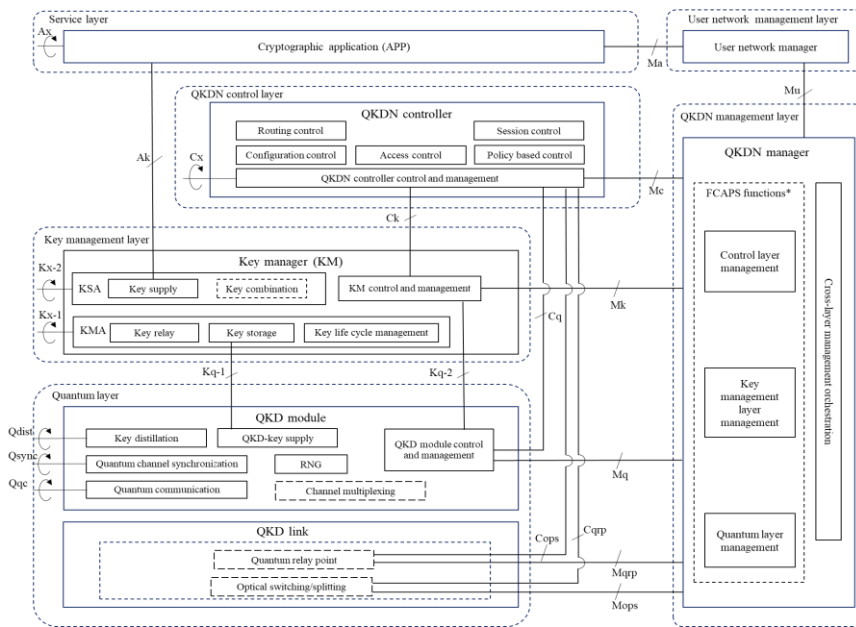 Service layer
User network management layer
Ax
Cryptographic application (APP)
User network manager
Ma
Mu
QKDN control layer
QKDN management layer
QKDN controller
QKDN manager
Routing control
Session control
Configuration control
Access control
Policy based control
Ak
Cx
QKDN controller control and management
Mc
FCAPS functions*
Ck
Key management layer
Key manager (KM)
Control layer
management
Kx-2
KSA
Key supply
Key combination
KM control and management
Mk
Kx-1
KMA
Key relay
Key storage
Key life cycle management
Cq
Cross-layer management orchestration
Kq-1
Kq-2
Key
management
layer
management
Quantum layer
QKD module
Qdist
Key distillation
QKD-key supply
QKD module control
and management
Qsync
Quantum channel synchronization
RNG
Mq
Qqc
Quantum communication
Channel multiplexing
QKD link
Cops
Cqrp
Quantum layer
management
Quantum relay point
Mqrp
Optical switching/splitting
Mops